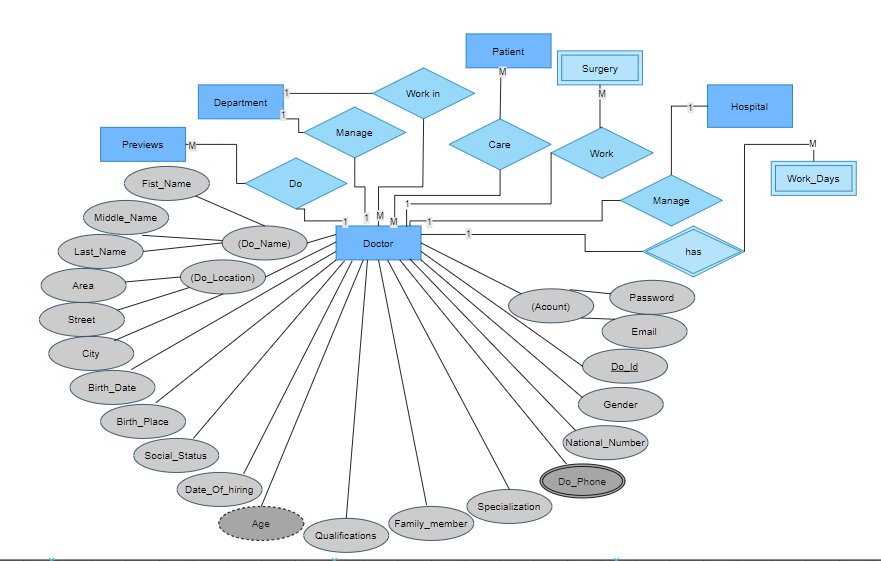 Patient
Surgery
Department
1
Work in
M
M
1
Hospital
1
Manage
Previews
M
Care
Work
M
Do
Fist_Name
Work_Days
Manage
1
1
M
M
1
1
Middle_Name
(Do_Name)
Doctor
1
Last_Name
has
Area
(Do_Location)
Password
(Acount)
Street
Email
City
Do_Id
Birth_Date
Gender
Birth_Place
National_Number
Social_Status
Do_Phone
Date_Of_hiring
Specialization
Age
Family_member
Qualifications